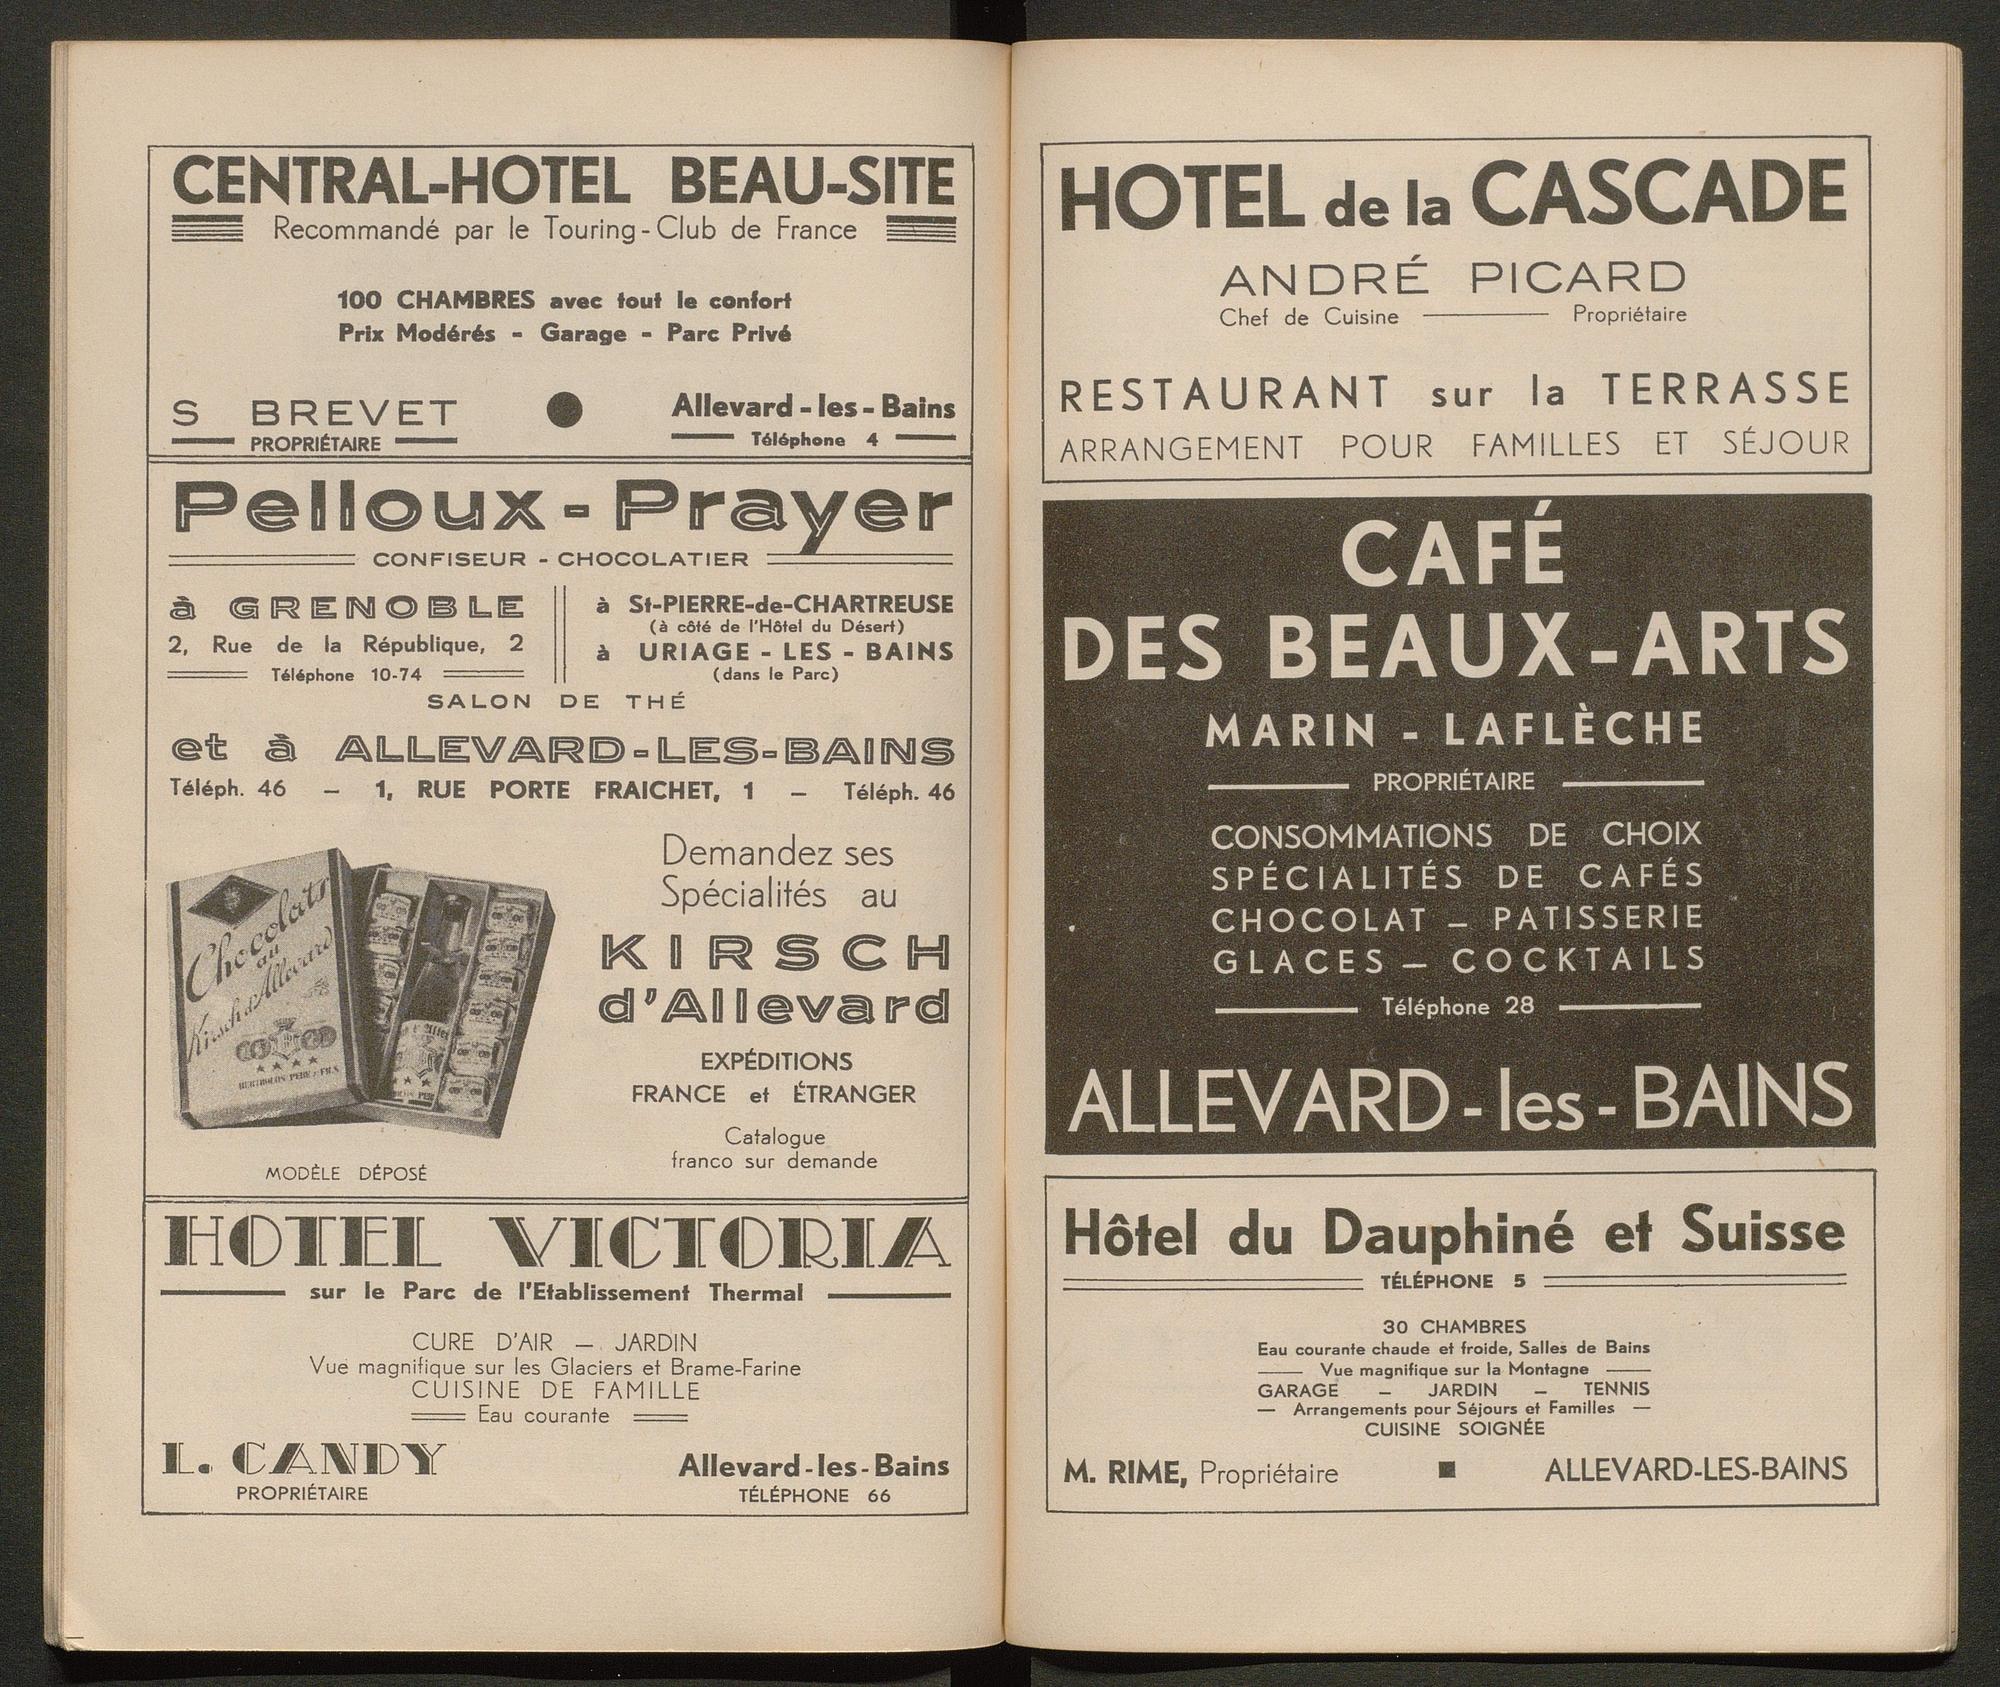 CENTRAL-HOTEL BEAU-SITE
Recommandé par le Touring-Club de France
100 CHAMBRES avec tout le confort
Prix Modérés - Garage - Parc Privé
S BREVET
PROPRIÉTAIRE
Allevard-les-Bains
Téléphone 4
Pelloux-Prayer
CONFISEUR - CHOCOLATIER
à GRENOBLE
2, Rue de la République, 2
Téléphone 10-74
à St-PIERRE-de-CHARTREUSE
(à côté de l'Hôtel du Désert)
à URIAGE - LES - BAINS
(dans le Parc)
SALON DE THÉ
et à ALLEVARD-LES-BAINS
Téléph. 46 — 1, RUE PORTE FRAICHET, 1 — Téléph. 46
Chocolats
au
Kirsch d'Allevard
BERTHOLUS PERE & FILS
MODÈLE DÉPOSÉ
Demandez ses
Spécialités au
KIRSCH
d'Allevard
EXPÉDITIONS
FRANCE et ÉTRANGER
Catalogue
franco sur demande
HOTEL VICTORIA
sur le Parc de l'Etablissement Thermal
CURE D'AIR — JARDIN
Vue magnifique sur les Glaciers et Brame-Farine
CUISINE DE FAMILLE
Eau courante
L. CANDY
PROPRIÉTAIRE
Allevard-les-Bains
TÉLÉPHONE 66
HOTEL de la CASCADE
ANDRÉ PICARD
Chef de Cuisine — Propriétaire
RESTAURANT sur la TERRASSE
ARRANGEMENT POUR FAMILLES ET SÉJOUR
CAFÉ
DES BEAUX-ARTS
MARIN - LAFLÈCHE
PROPRIÉTAIRE
CONSOMMATIONS DE CHOIX
SPÉCIALITÉS DE CAFÉS
CHOCOLAT — PATISSERIE
GLACES — COCKTAILS
Téléphone 28
ALLEVARD-les-BAINS
Hôtel du Dauphiné et Suisse
TÉLÉPHONE 5
30 CHAMBRES
Eau courante chaude et froide, Salles de Bains
Vue magnifique sur la Montagne
GARAGE — JARDIN — TENNIS
— Arrangements pour Séjours et Familles —
CUISINE SOIGNÉE
M. RIME, Propriétaire
ALLEVARD-LES-BAINS